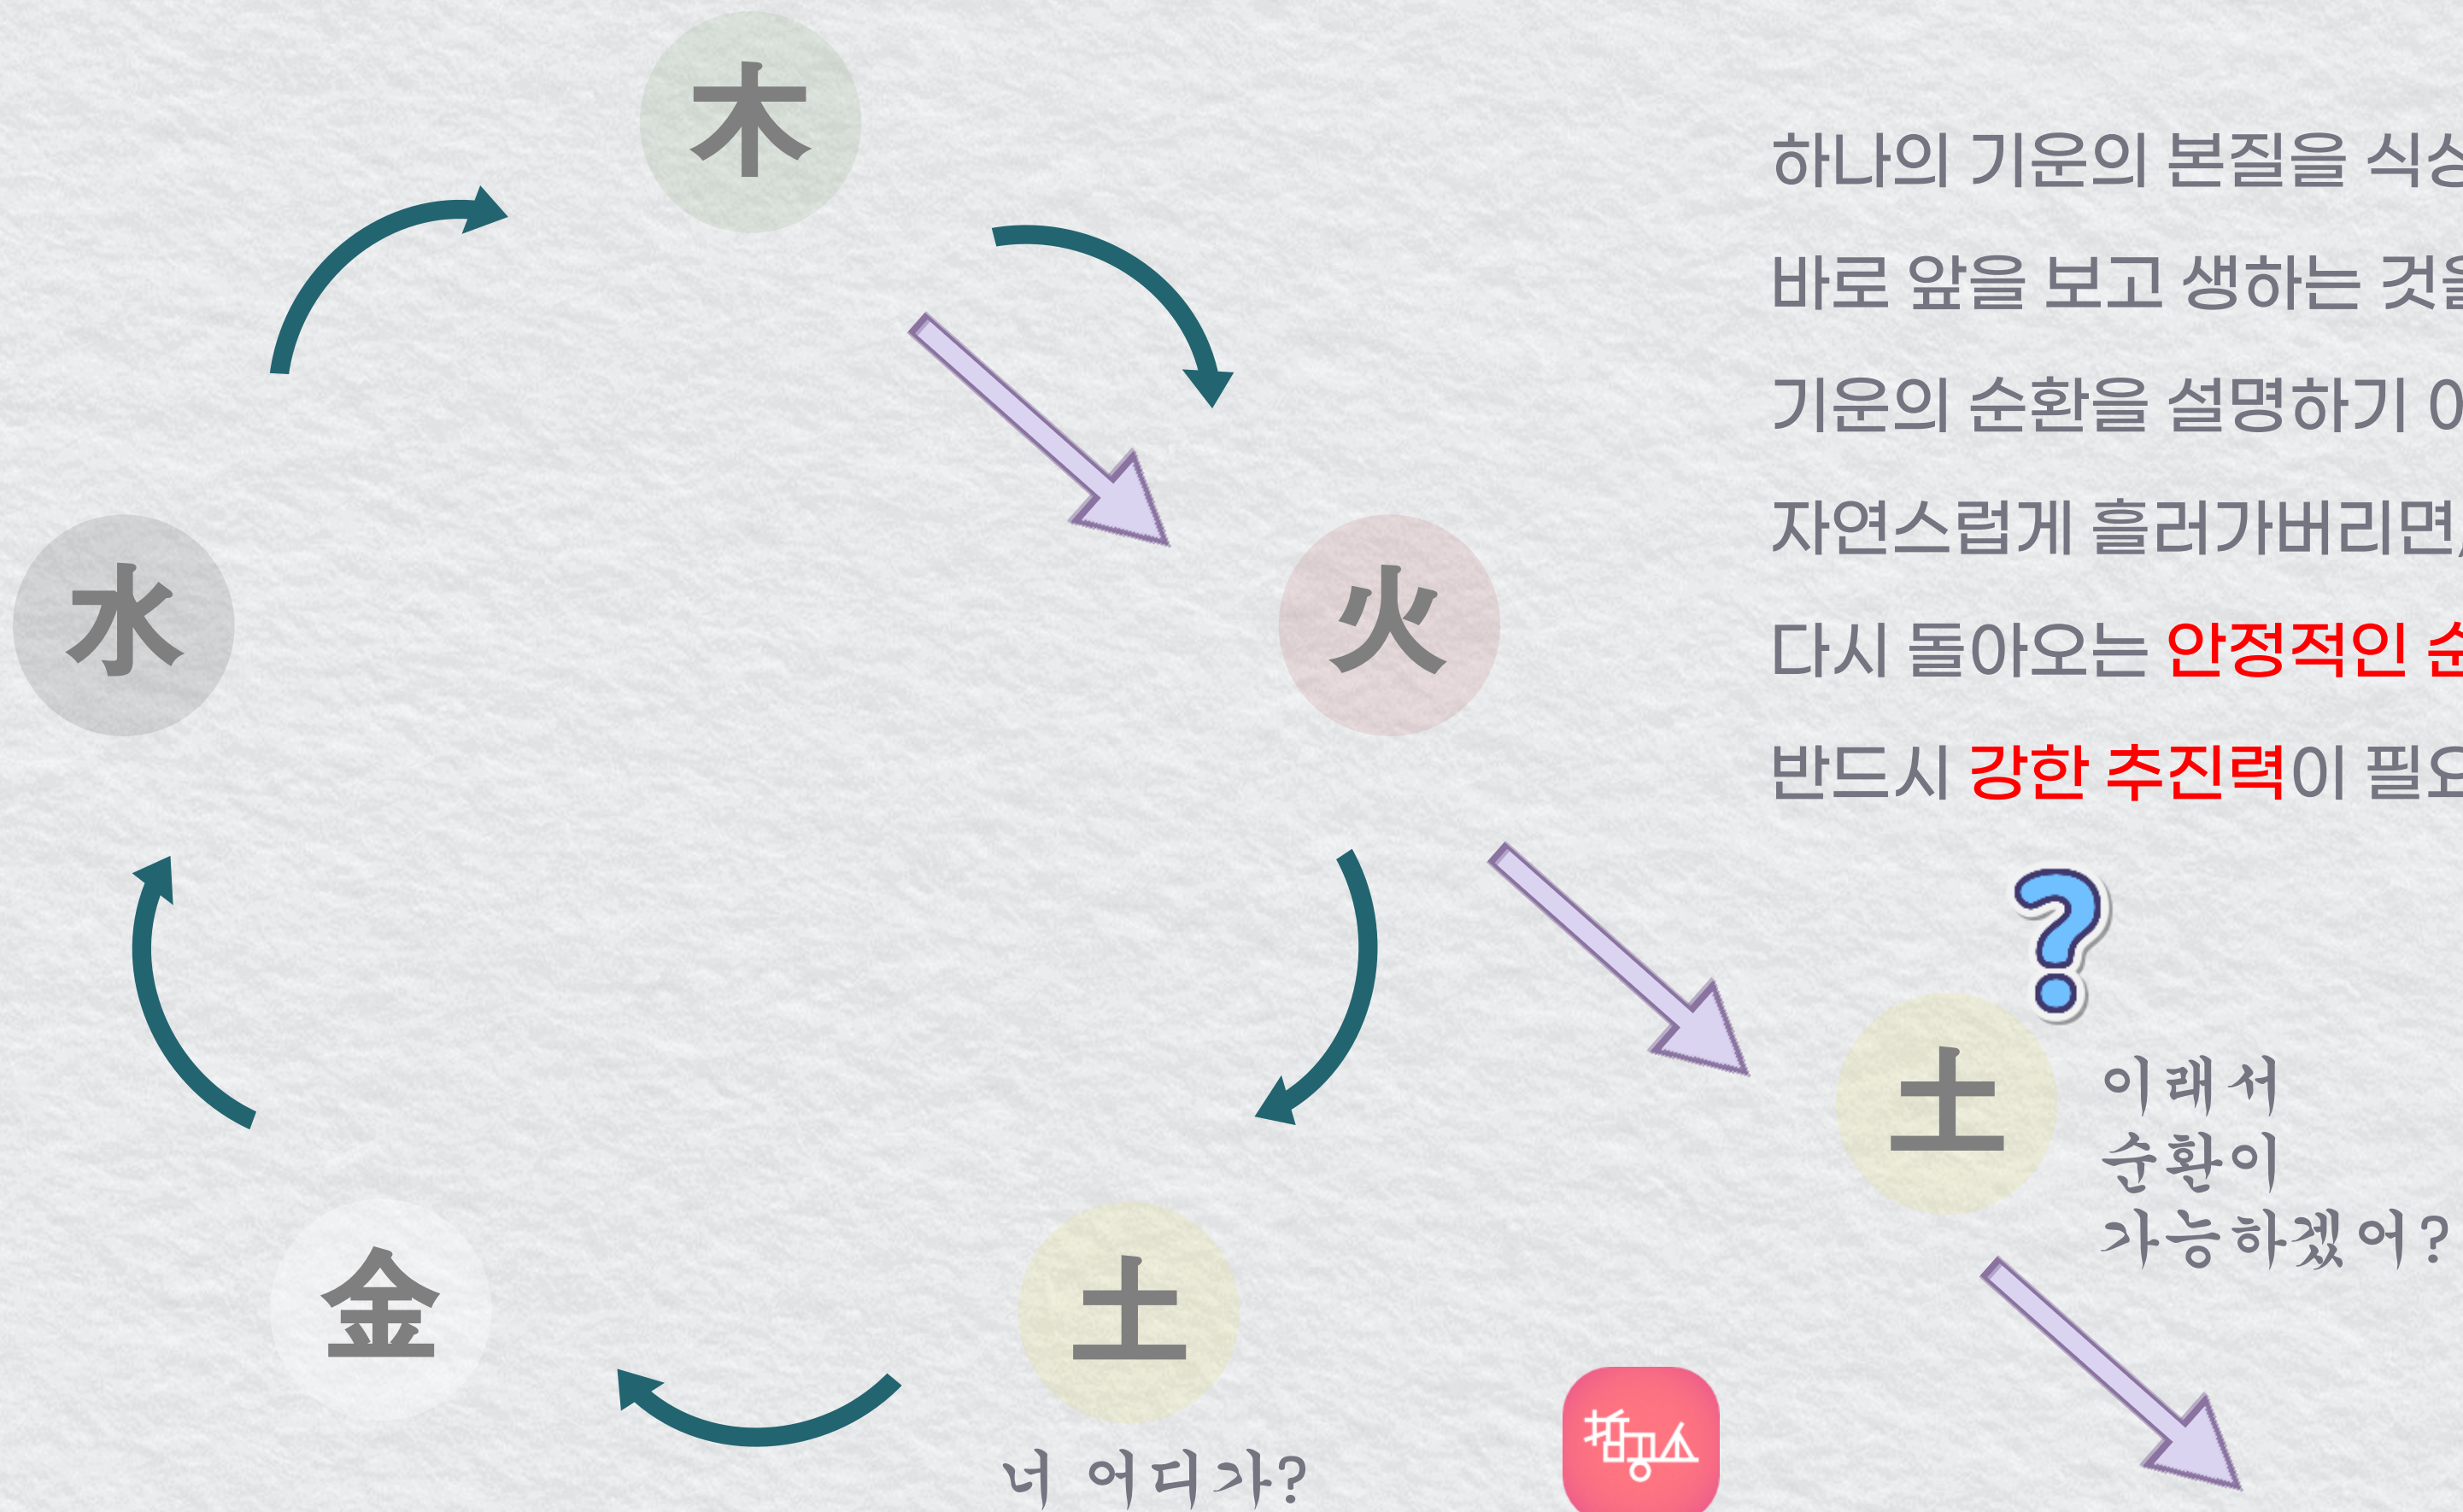 木
하나의 기운의 본질을 
바로 앞을 보고 생하는 
기운의 순환을 설명하기 
자연스럽게 흘러가버리면,
다시 돌아오는 안정적인 
반드시 강한 추진력이 
水
火
土
이래서
순환이
가능하겠어?
金
土
너 어디가?